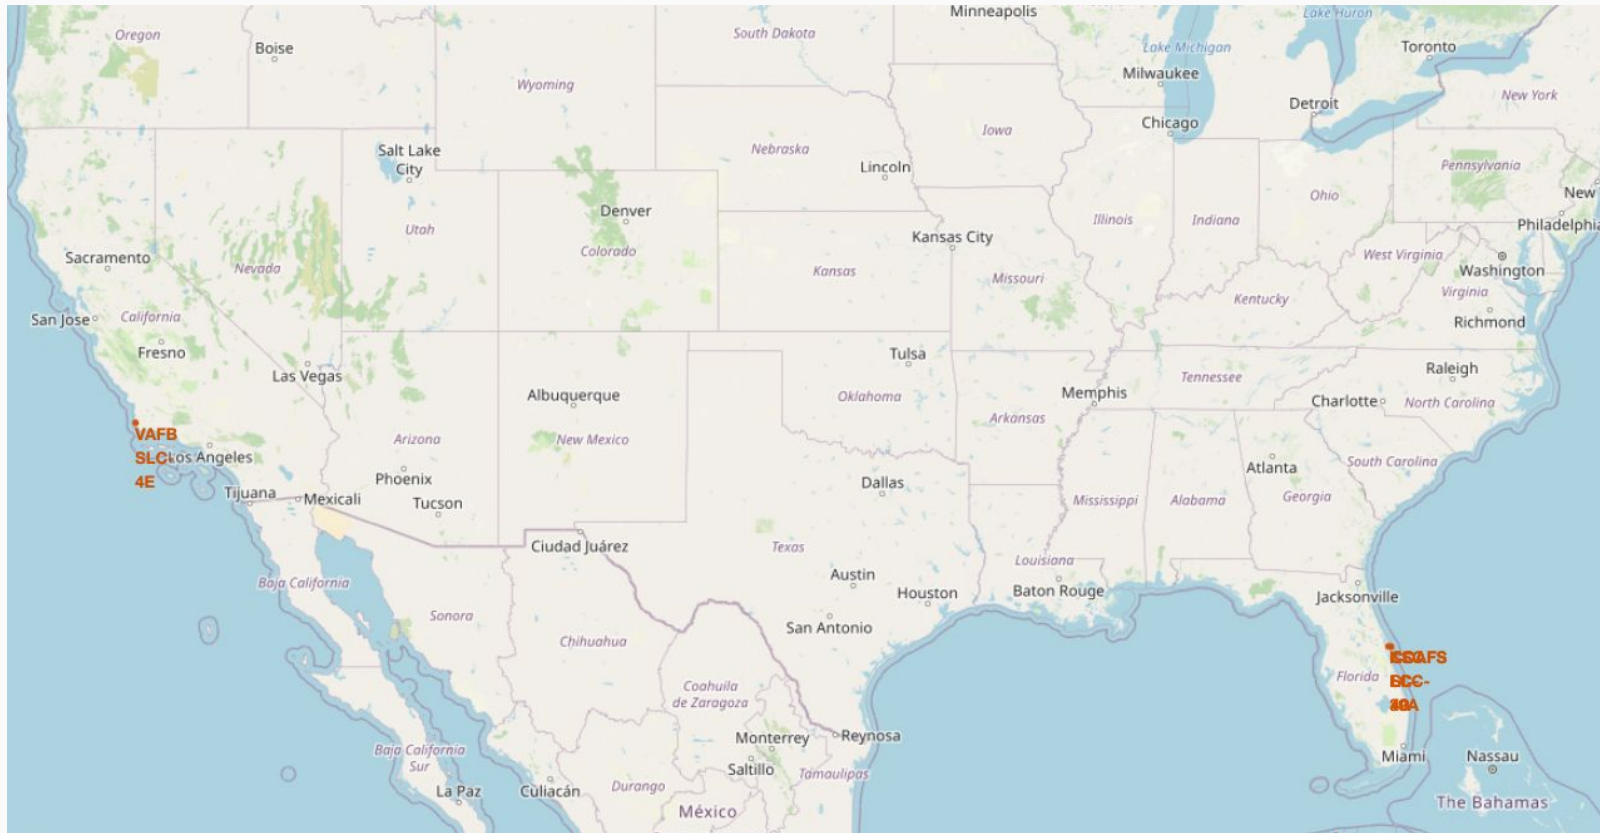 Minneapolis
Lake Huron
Oregon
South Dakota
Boise
Lake Michigan
Toronto
Milwaukee
Wyoming
New York
Detroit
Chicago
Iowa
Salt Lake
City
Nebraska
Lincoln
Pennsylvania
New
Ohio
Denver
Illinois
Indiana
Philadelphia
Utah
Kansas City
Colorado
West Virginia
Sacramento
Nevada
Kansas
Missouri
Washington
Virginia
Kentucky
San Jose
California
Richmond
Fresno
Tulsa
Las Vegas
Raleigh
Tennessee
Albuquerque
Memphis
Oklahoma
Charlotte
North Carolina
Arkansas
VAFB
SLC-
4E
Arizona
New Mexico
Los Angeles
South Carolina
Atlanta
Phoenix
Dallas
Tijuana
Mexicali
Tucson
Mississippi
Alabama
Georgia
Ciudad Juárez
Texas
Louisiana
Austin
Baja California
Houston
Baton Rouge
Jacksonville
Sonora
San Antonio
Chihuahua
Florida
Coahuila
de Zaragoza
Monterrey
Reynosa
Baja California
Sur
Miami
Nassau
Saltillo
Tamaulipas
Durango
La Paz
Culiacán
México
The Bahamas